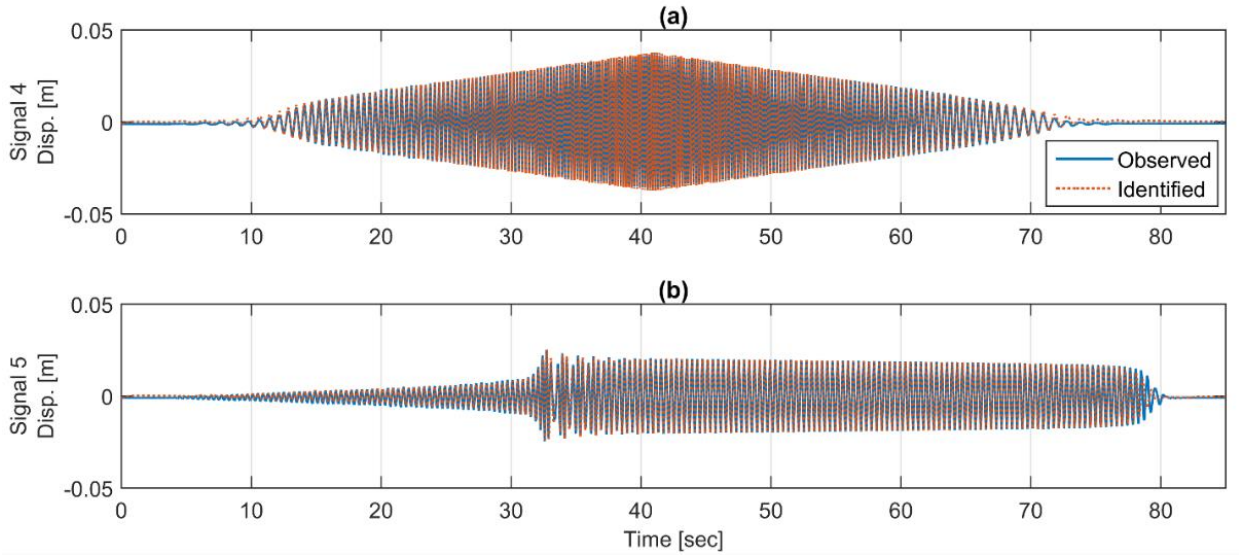 (a)
0.05
0
-0.05
Signal 4
Disp. [m]
Observed
Identified
0 10 20 30 40 50 60 70 80
(b)
0.05
0
-0.05
Signal 5
Disp. [m]
0 10 20 30 40 50 60 70 80
Time [sec]